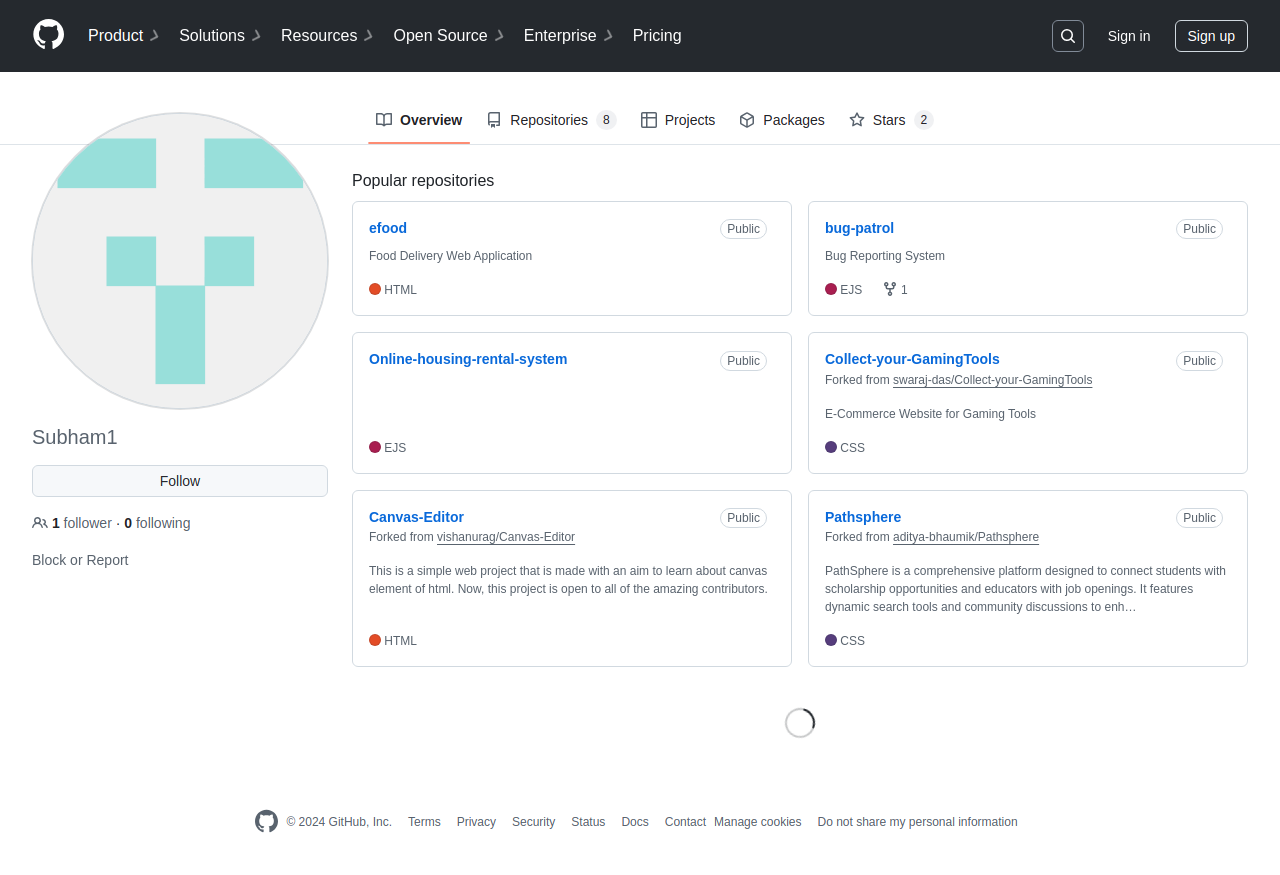 Product Solutions Resources Open Source Enterprise Pricing Sign in Sign up
Overview Repositories 8 Projects Packages Stars 2
Subham1
Follow
1 follower · 0 following
Block or Report
Popular repositories
efood Public
Food Delivery Web Application
HTML
bug-patrol Public
Bug Reporting System
EJS 1
Online-housing-rental-system Public
EJS
Collect-your-GamingTools Public
Forked from swaraj-das/Collect-your-GamingTools
E-Commerce Website for Gaming Tools
CSS
Canvas-Editor Public
Forked from vishanurag/Canvas-Editor
This is a simple web project that is made with an aim to learn about canvas
element of html. Now, this project is open to all of the amazing contributors.
HTML
Pathsphere Public
Forked from aditya-bhaumik/Pathsphere
PathSphere is a comprehensive platform designed to connect students with
scholarship opportunities and educators with job openings. It features
dynamic search tools and community discussions to enh…
CSS
© 2024 GitHub, Inc. Terms Privacy Security Status Docs Contact Manage cookies Do not share my personal information